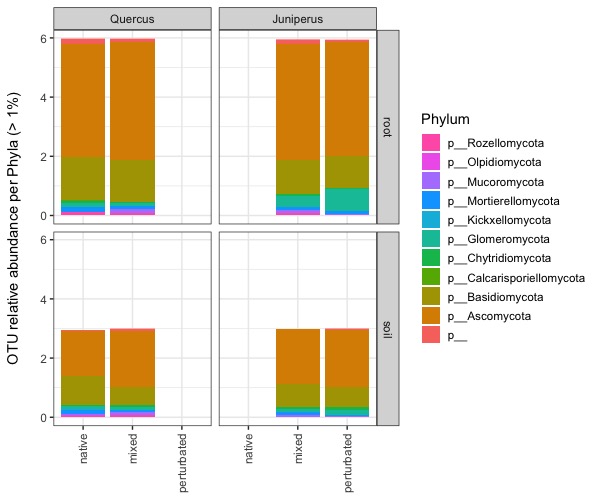 Quercus
Juniperus
OTU relative abundance per Phyla (> 1%)
6
4
2
0
root
6
4
2
0
soil
native
mixed
perturbated
native
mixed
perturbated
Phylum
p__Rozellomycota
p__Olpidiomycota
p__Mucoromycota
p__Mortierellomycota
p__Kickxellomycota
p__Glomeromycota
p__Chytridiomycota
p__Calcarisporiellomycota
p__Basidiomycota
p__Ascomycota
p__